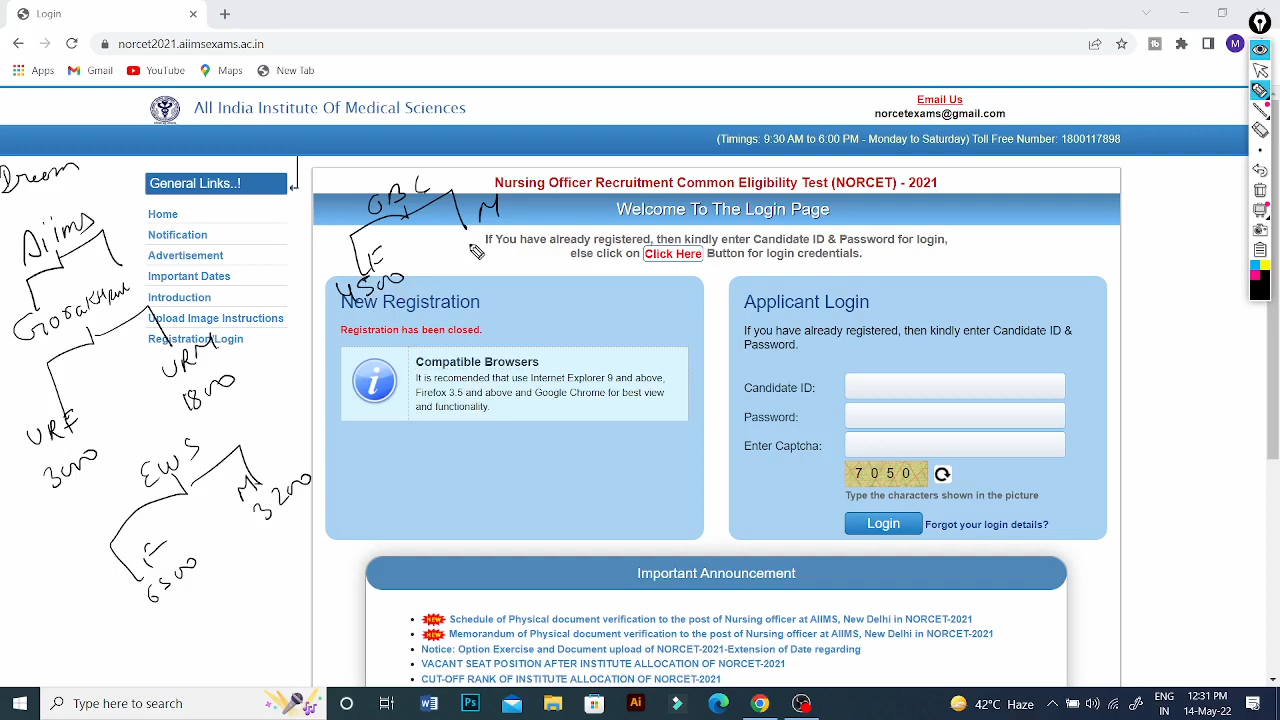 Login
norcet2021.aiimsexams.ac.in
M
Apps
Gmail
YouTube
Maps
New Tab
All India Institute Of Medical Sciences
Email Us
norcetexams@gmail.com
(Timings: 9:30 AM to 6:00 PM - Monday to Saturday) Toll Free Number: 1800117898
General Links..!
Home
Notification
Advertisement
Important Dates
Introduction
Upload Image Instructions
Registration/Login
Nursing Officer Recruitment Common Eligibility Test (NORCET) - 2021
Welcome To The Login Page
If You have already registered, then kindly enter Candidate ID & Password for login,
else click on Click Here Button for login credentials.
New Registration
Registration has been closed.
Compatible Browsers
It is recomended that use Internet Explorer 9 and above,
Firefox 3.5 and above and Google Chrome for best view
and functionality.
Applicant Login
If you have already registered, then kindly enter Candidate ID &
Password.
Candidate ID:
Password:
Enter Captcha:
7 0 5 0
Type the characters shown in the picture
Login
Forgot your login details?
Important Announcement
NEW Schedule of Physical document verification to the post of Nursing officer at AIIMS, New Delhi in NORCET-2021
NEW Memorandum of Physical document verification to the post of Nursing officer at AIIMS, New Delhi in NORCET-2021
Notice: Option Exercise and Document upload of NORCET-2021-Extension of Date regarding
VACANT SEAT POSITION AFTER INSTITUTE ALLOCATION OF NORCET-2021
CUT-OFF RANK OF INSTITUTE ALLOCATION OF NORCET-2021
Dreem
Aiims
URM
1800
URF
3000
EWS
M
3200
F
6500
OBC
M
F
4500
Type here to search
42°C Haze
ENG
IN
12:31 PM
14-May-22